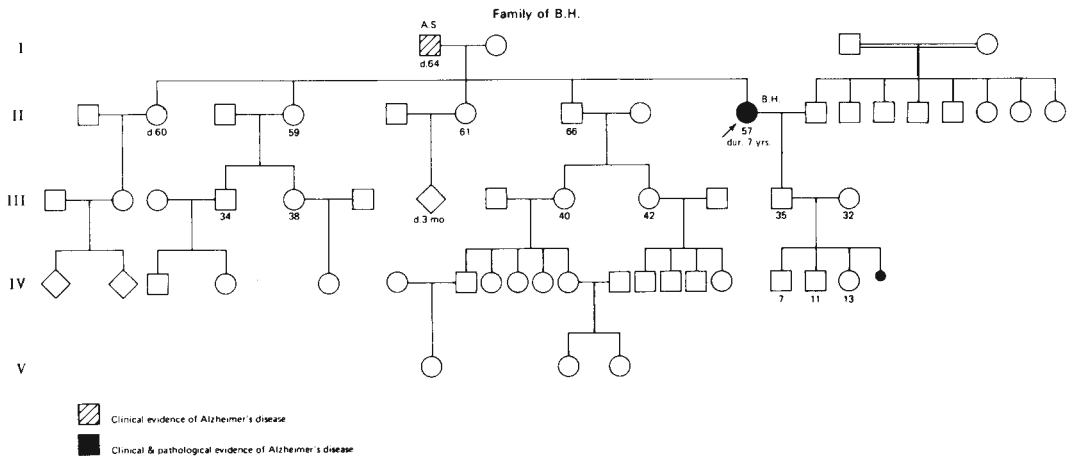 Family of B.H.
A.S
I
d.64
II
B.H.
d 60
59
61
66
57
dur. 7 yrs.
III
34
38
d.3 mo
40
42
35
32
IV
7
11
13
V
Clinical evidence of Alzheimer's disease
Clinical & pathological evidence of Alzheimer's disease